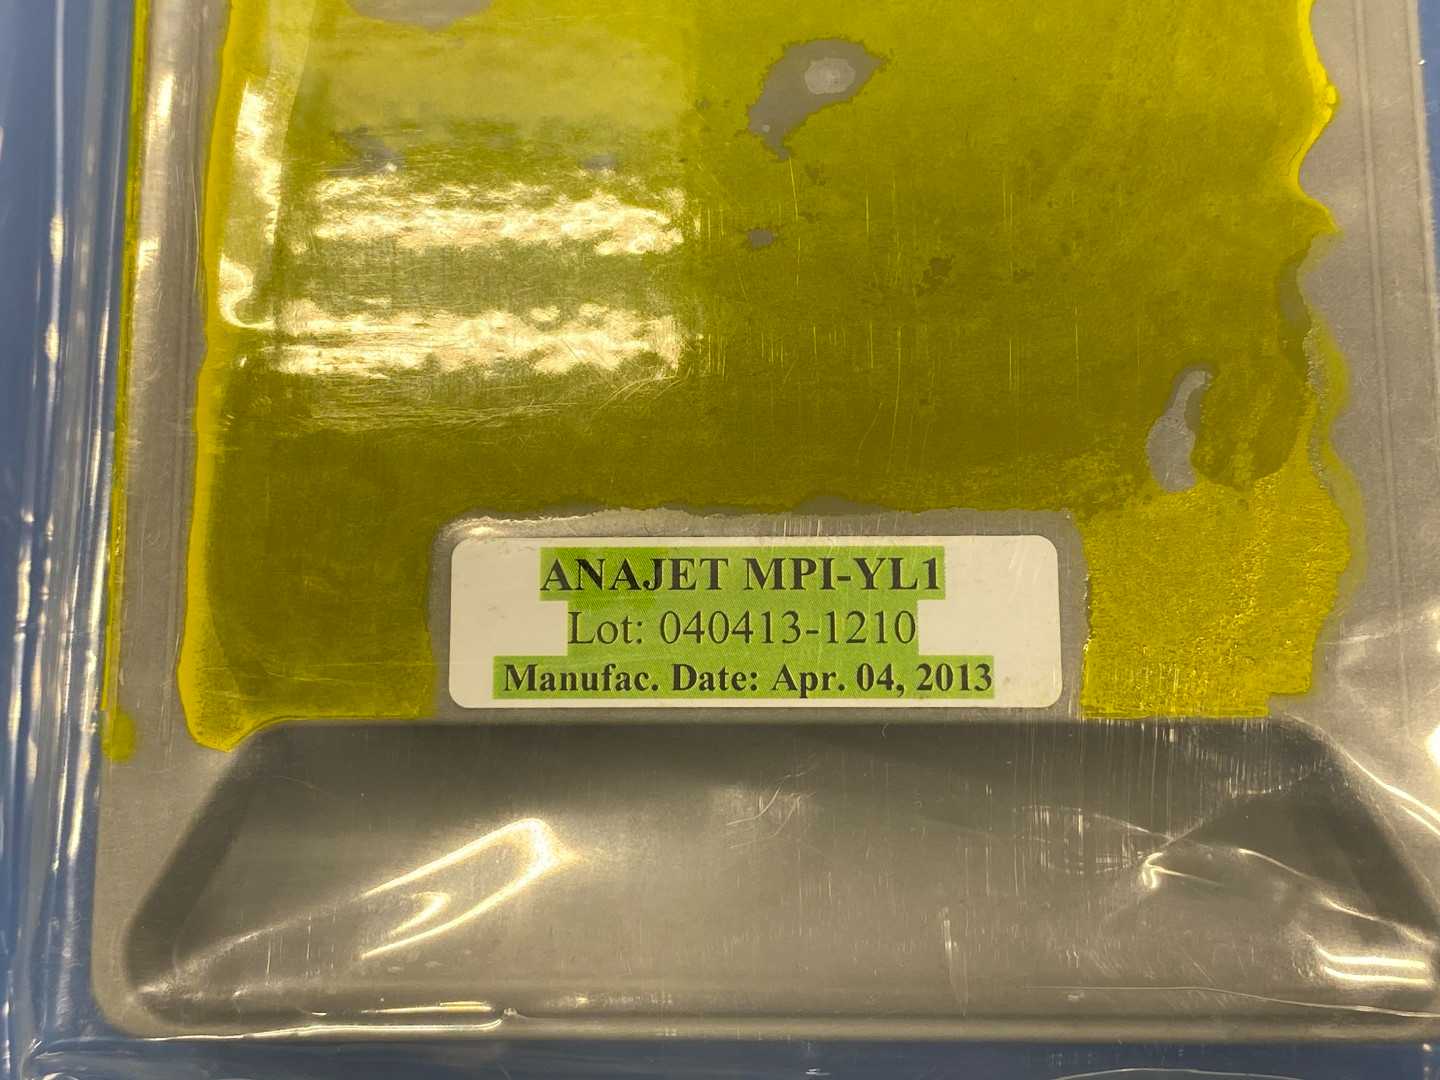 ANAJET MPI-YL1
Lot: 040413-1210
Manufac. Date: Apr. 04, 2013